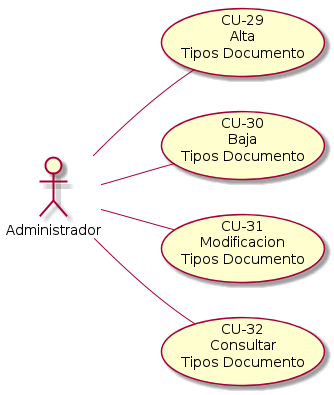 CU-29
Alta
Tipos Documento
CU-30
Baja
Tipos Documento
Administrador
CU-31
Modificacion
Tipos Documento
CU-32
Consultar
Tipos Documento